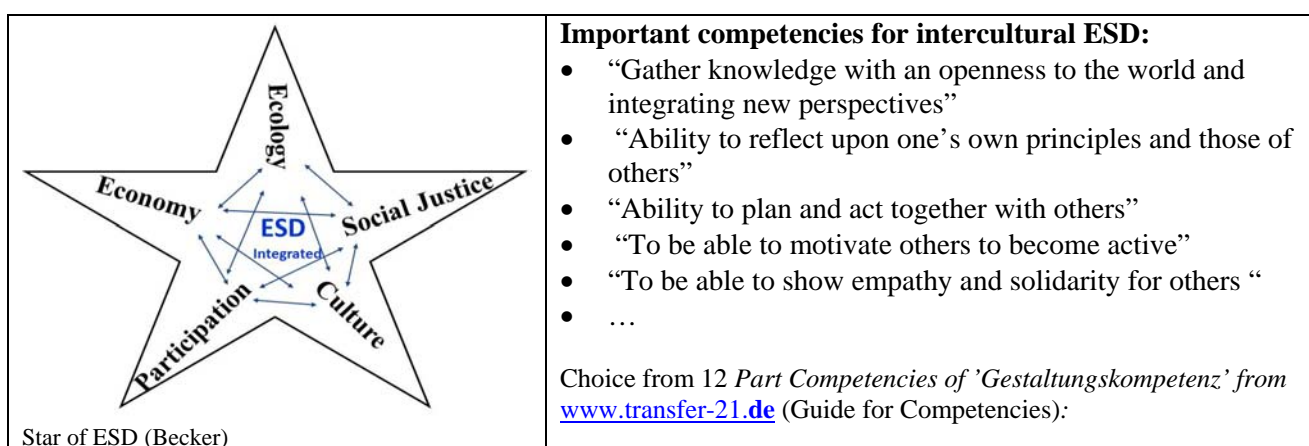 Ecology
Economy
Social Justice
ESD
Integrated
Participation
Culture
Star of ESD (Becker)
Important competencies for intercultural ESD:
• “Gather knowledge with an openness to the world and
integrating new perspectives”
• “Ability to reflect upon one’s own principles and those of
others”
• “Ability to plan and act together with others”
• “To be able to motivate others to become active”
• “To be able to show empathy and solidarity for others “
• …
Choice from 12 Part Competencies of ’Gestaltungskompetenz’ from
www.transfer-21.de (Guide for Competencies):